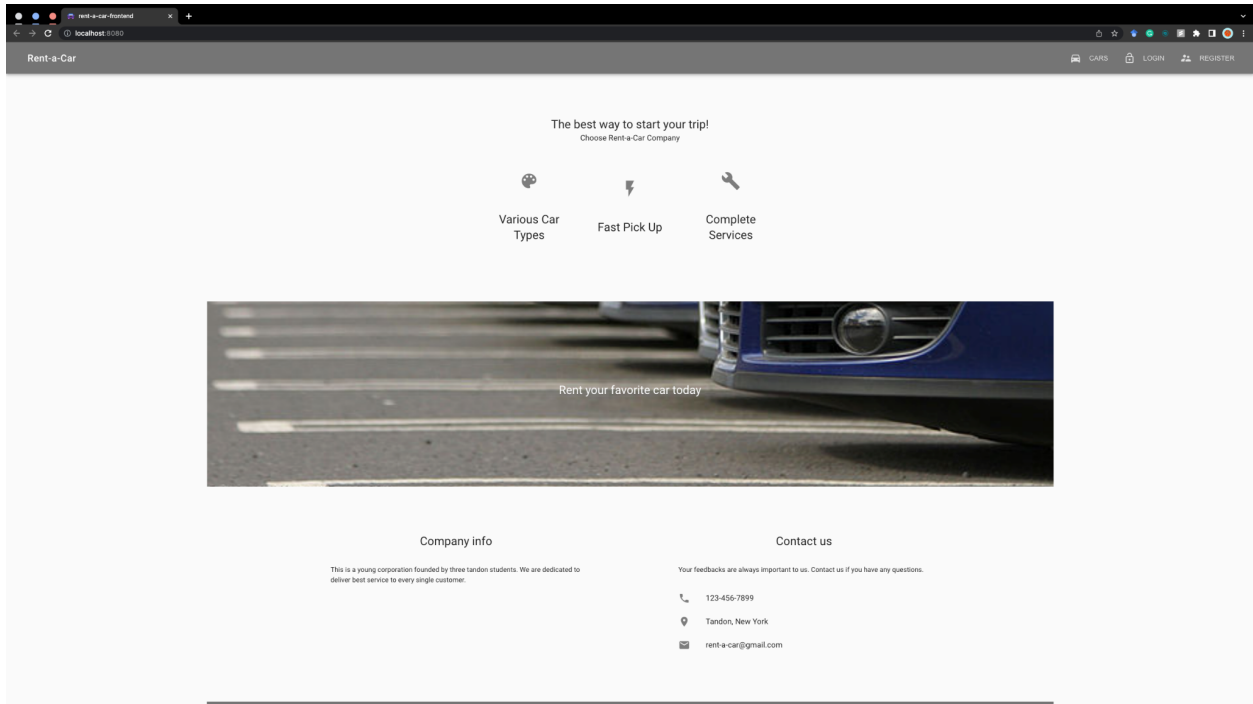 rent-a-car-frontend
localhost:8080
Rent-a-Car
CARS
LOGIN
REGISTER
The best way to start your trip!
Choose Rent-a-Car Company
Various Car
Types
Fast Pick Up
Complete
Services
Rent your favorite car today
Company info
This is a young corporation founded by three tandon students. We are dedicated to
deliver best service to every single customer.
Contact us
Your feedbacks are always important to us. Contact us if you have any questions.
123-456-7899
Tandon, New York
rent-a-car@gmail.com